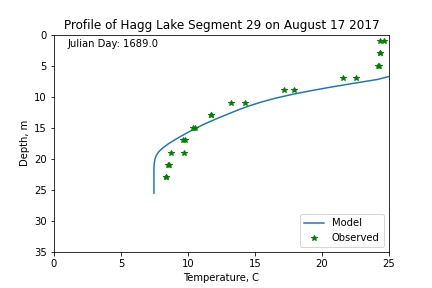 Profile of Hagg Lake Segment 29 on August 17 2017
Julian Day: 1689.0
0
5
10
15
20
25
30
35
Depth, m
0
5
10
15
20
25
Temperature, C
Model
Observed